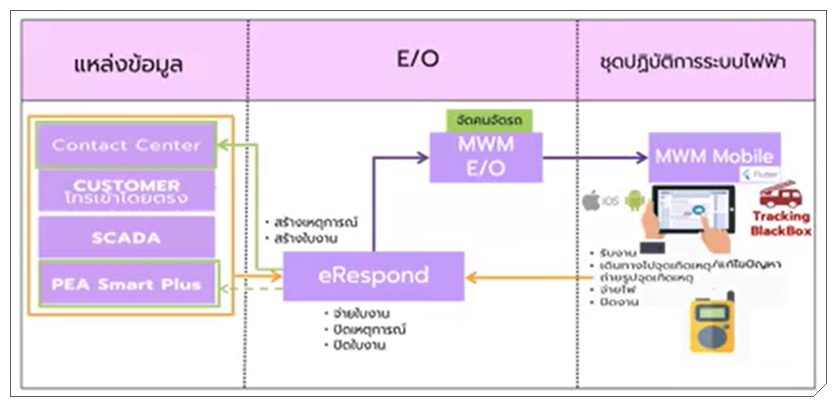 แหล่งข้อมูล
E/O
ชุดปฏิบัติการระบบไฟฟ้า
Contact Center
CUSTOMER
โทรเข้าโดยตรง
SCADA
PEA Smart Plus
• สร้างเหตุการณ์
• สร้างใบงาน
eRespond
• จ่ายใบงาน
• ปิดเหตุการณ์
• ปิดใบงาน
จัดคนจัดรถ
MWM
E/O
MWM Mobile
Flutter
iOS
Tracking
BlackBox
• รับงาน
• เดินทางไปจุดเกิดเหตุ/แก้ไขปัญหา
• ถ่ายรูปจุดเกิดเหตุ
• จ่ายไฟ
• ปิดงาน